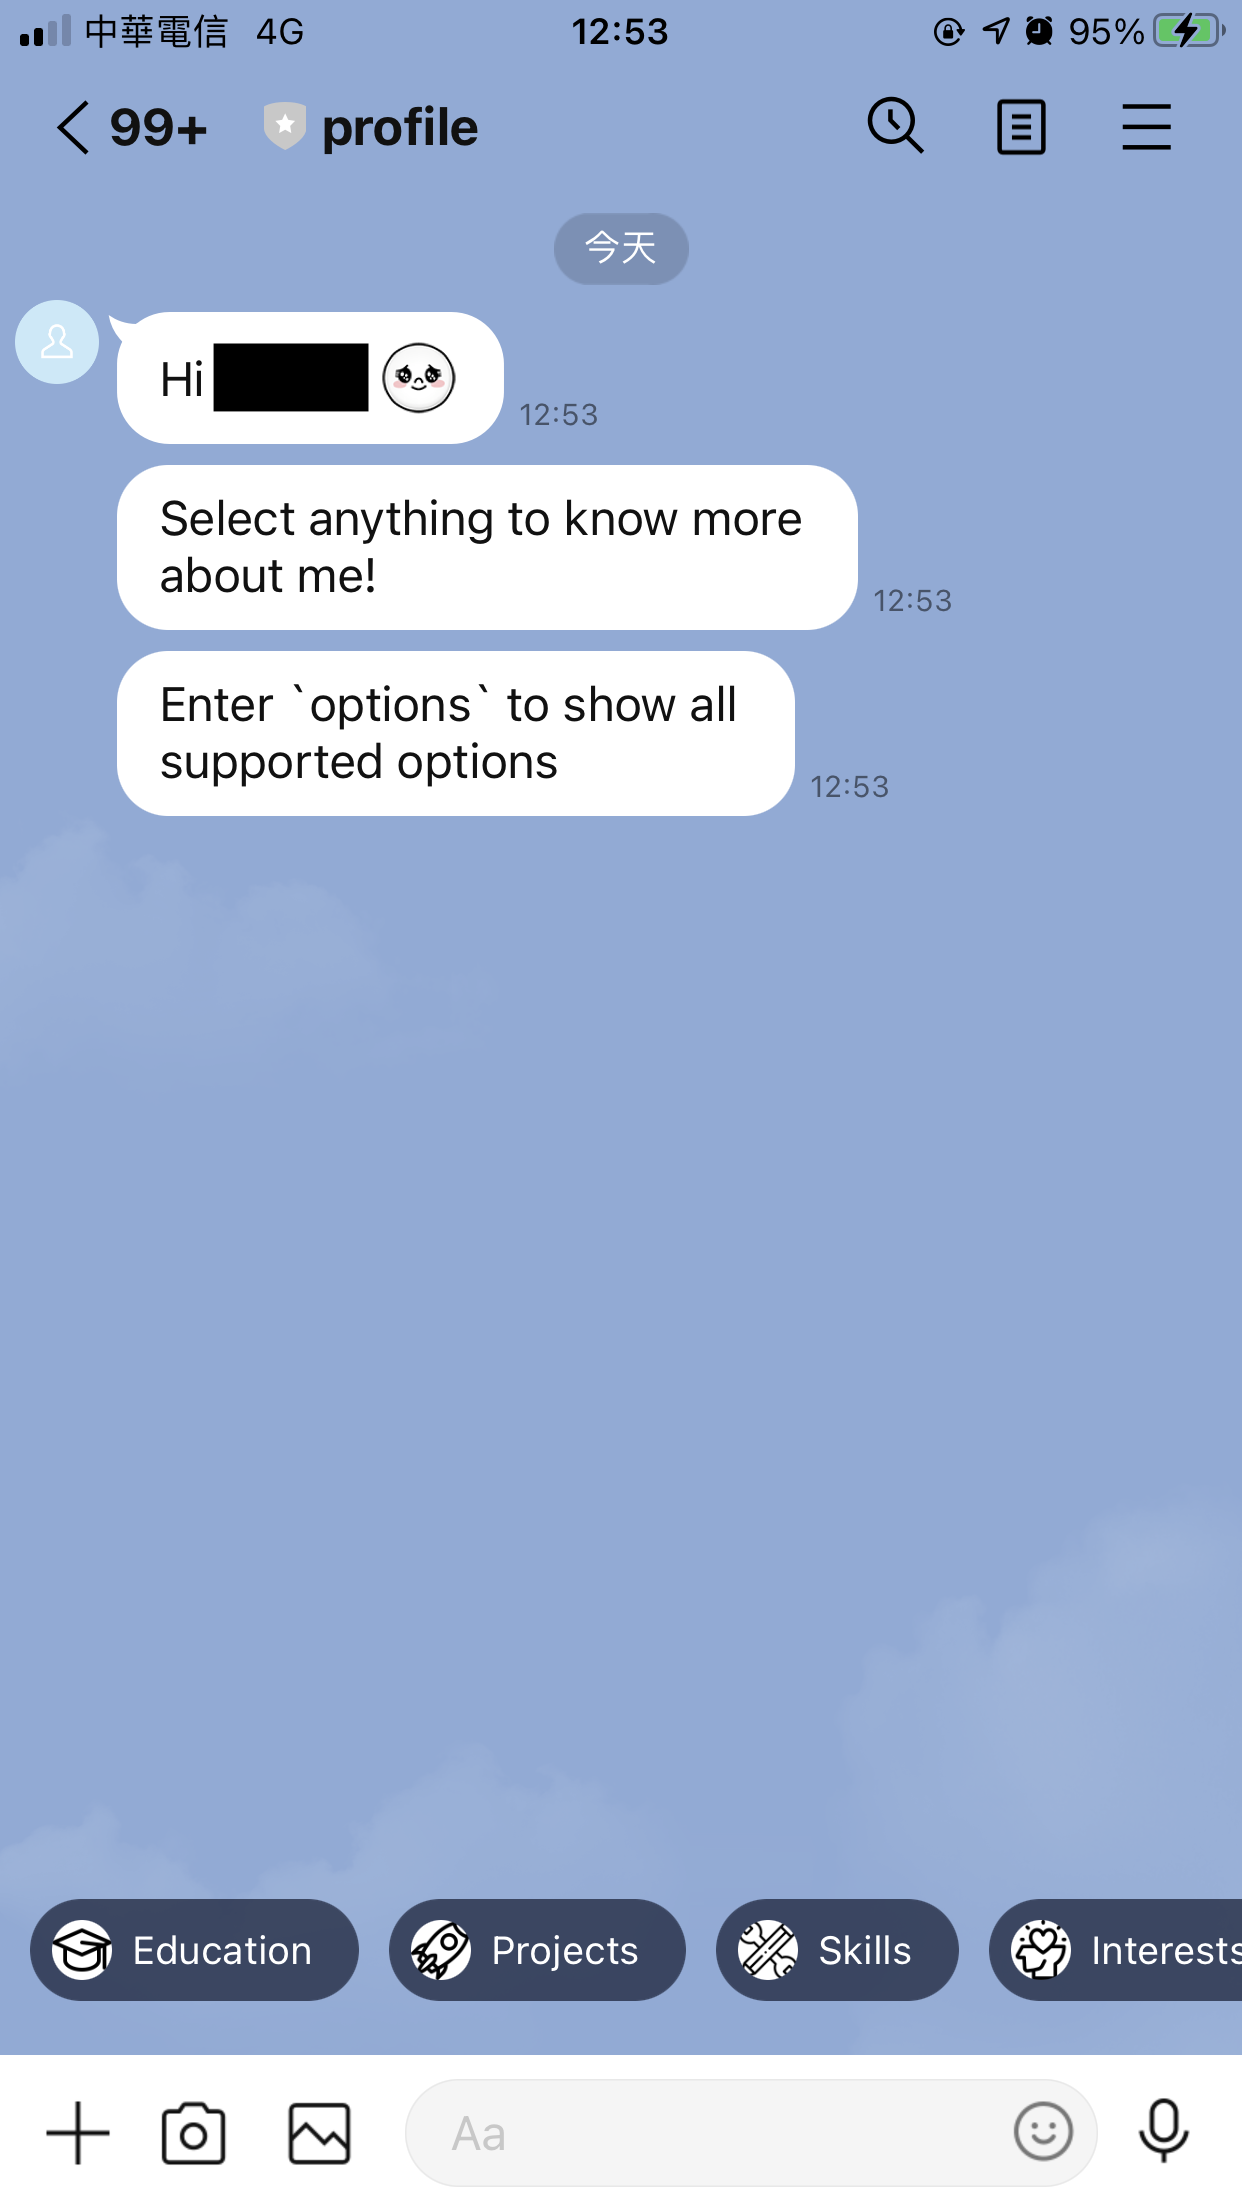 中華電信 4G 12:53 95%
99+ profile
今天
Hi
12:53
Select anything to know more
about me!
12:53
Enter `options` to show all
supported options
12:53
Education Projects Skills Interests
Aa